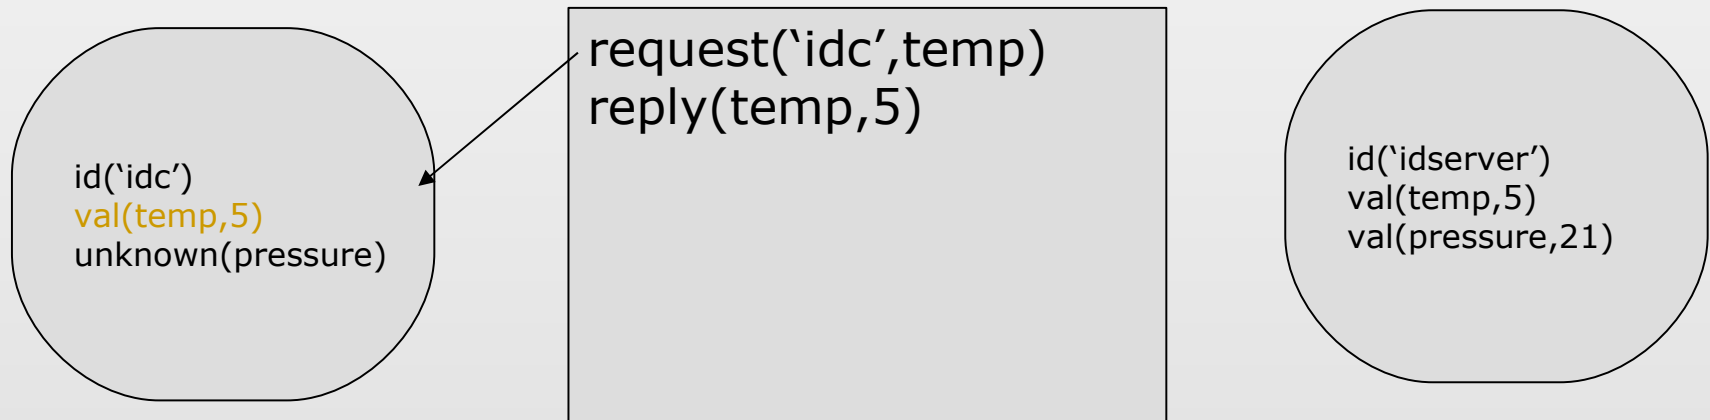 id(‘idc’)
val(temp,5)
unknown(pressure)
request(‘idc’,temp)
reply(temp,5)
id(‘idserver’)
val(temp,5)
val(pressure,21)